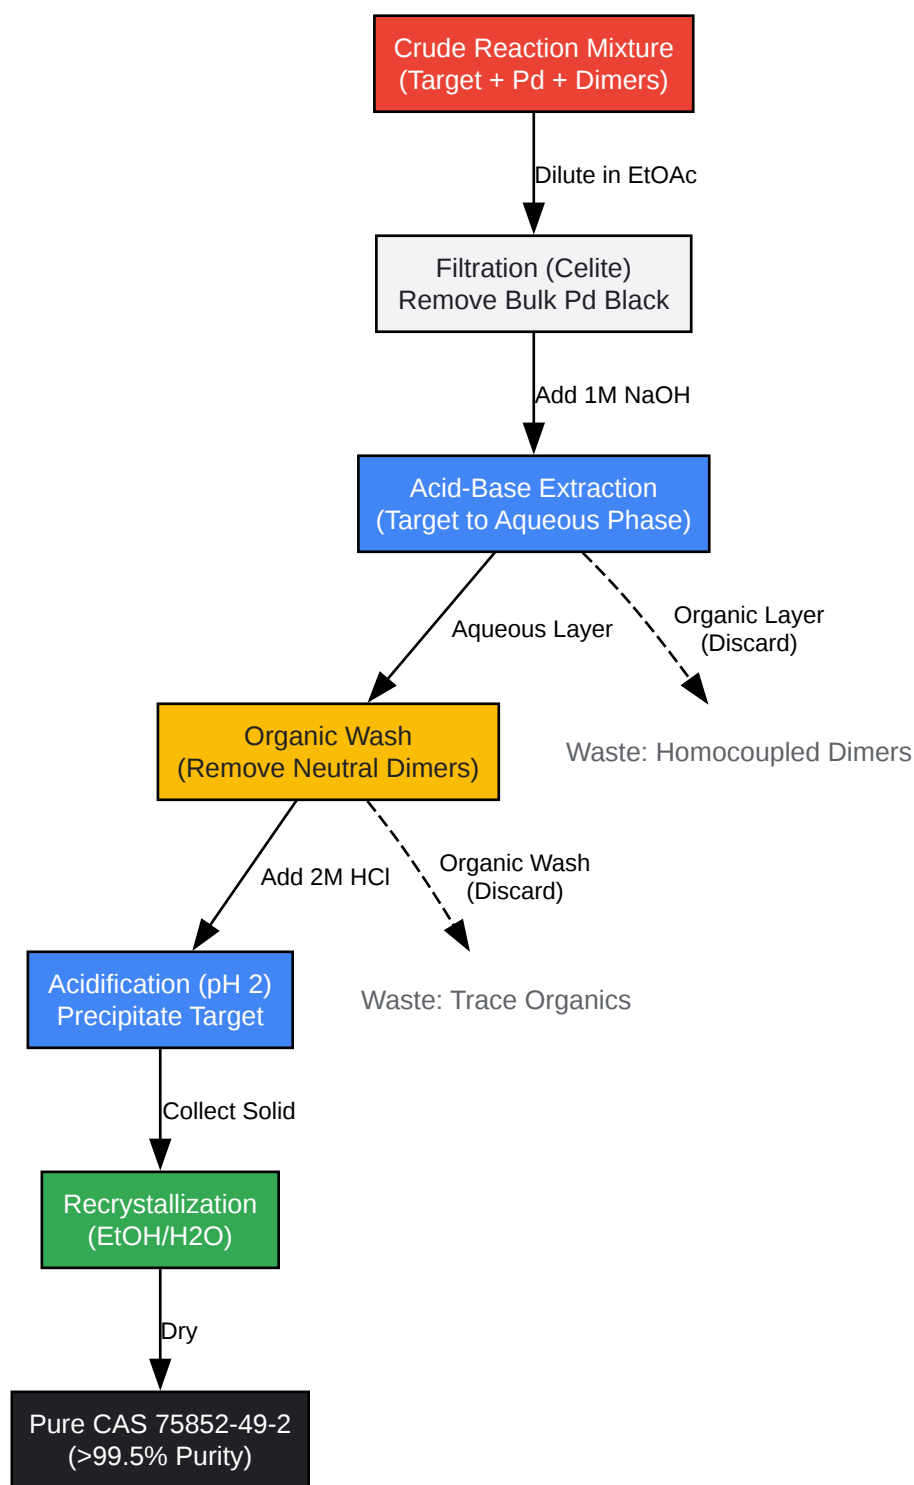 Crude Reaction Mixture
(Target + Pd + Dimers)
Dilute in EtOAc
Filtration (Celite)
Remove Bulk Pd Black
Add 1M NaOH
Acid-Base Extraction
(Target to Aqueous Phase)
Aqueous Layer
Organic Layer
(Discard)
Organic Wash
(Remove Neutral Dimers)
Waste: Homocoupled Dimers
Add 2M HCl
Organic Wash
(Discard)
Acidification (pH 2)
Precipitate Target
Waste: Trace Organics
Collect Solid
Recrystallization
(EtOH/H2O)
Dry
Pure CAS 75852-49-2
(>99.5% Purity)